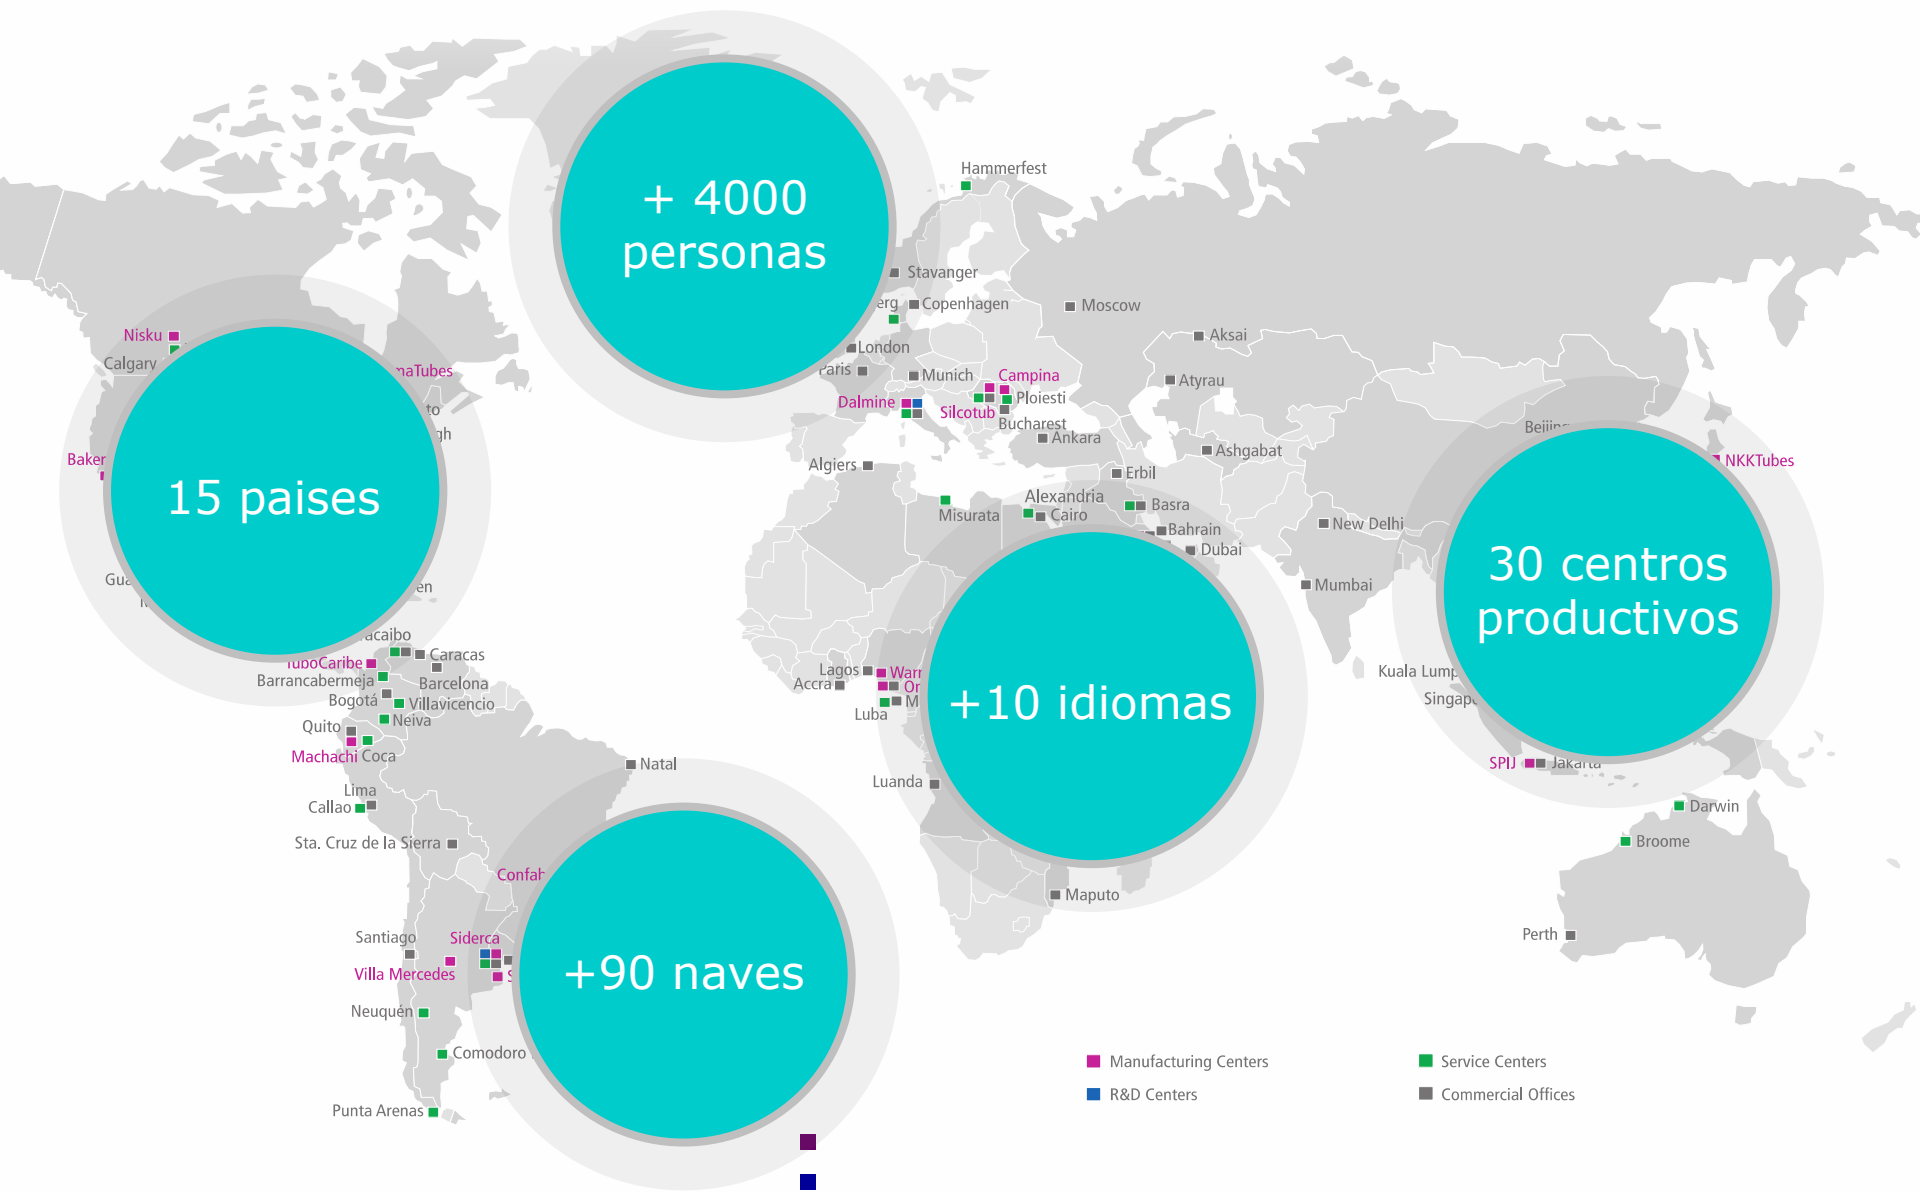 Hammerfest
+ 4000
personas
Stavanger
Copenhagen
Moscow
Nisku
Calgary
Aksai
London
Paris
Munich
Campina
Atyrau
Dalmine
Silcotub
Ploiesti
Bucharest
Ankara
Ashgabat
NKKTubes
Algiers
Erbil
15 paises
Alexandria
Misurata
Cairo
Basra
New Delhi
Bahrain
Dubai
30 centros
productivos
Mumbai
Caracas
TuboCaribe
Barrancabermeja
Barcelona
Bogotá
Villavicencio
Neiva
Quito
Machachi
Coca
Lagos
Accra
Luba
+10 idiomas
Natal
Luanda
SPIJ
Jakarta
Lima
Callao
Darwin
Broome
Sta. Cruz de la Sierra
Maputo
Santiago
Siderca
Villa Mercedes
Perth
+90 naves
Neuquén
Comodoro
Punta Arenas
Manufacturing Centers
Service Centers
R&D Centers
Commercial Offices